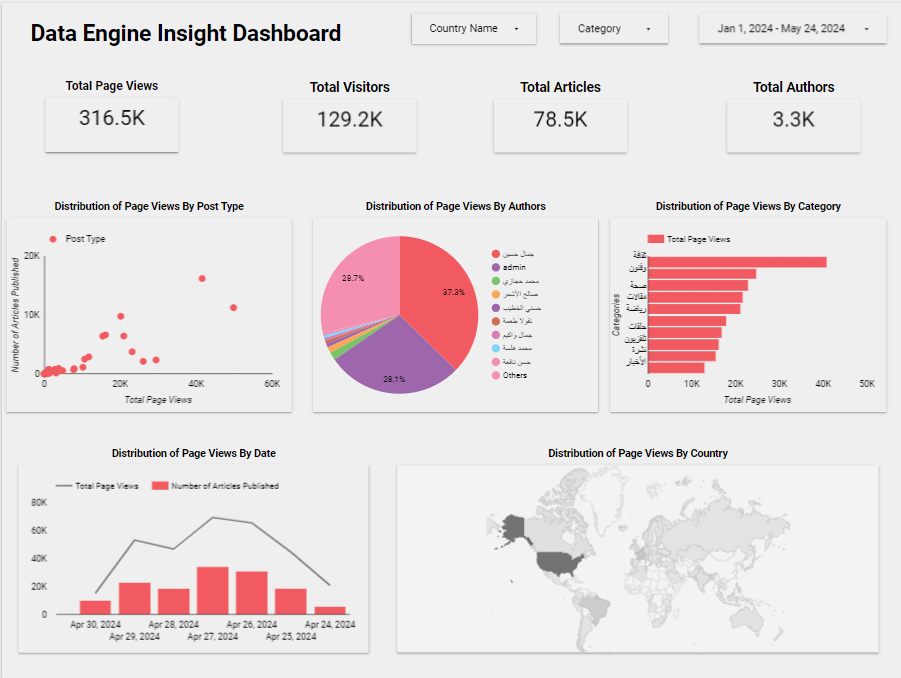 Data Engine Insight Dashboard
Country Name
Category
Jan 1, 2024 - May 24, 2024
Total Page Views
316.5K
Total Visitors
129.2K
Total Articles
78.5K
Total Authors
3.3K
Distribution of Page Views By Post Type
Post Type
Number of Articles Published
20K
10K
0
0
20K
40K
60K
Total Page Views
Distribution of Page Views By Authors
37.3%
28.1%
28.7%
جمال حسين
admin
محمد حجازي
صالح الأشمر
حسني الخطيب
نقولا طعمة
جمال واكيم
محمد هلسة
حسن نافعة
Others
Distribution of Page Views By Category
Total Page Views
Categories
ثقافة
وفنون
صحة
مقالات
رياضة
حلقات
تلفزيون
نشرة
الأخبار
0
10K
20K
30K
40K
50K
Total Page Views
Distribution of Page Views By Date
Total Page Views
Number of Articles Published
80K
60K
40K
20K
0
Apr 30, 2024
Apr 29, 2024
Apr 28, 2024
Apr 27, 2024
Apr 26, 2024
Apr 25, 2024
Apr 24, 2024
Distribution of Page Views By Country